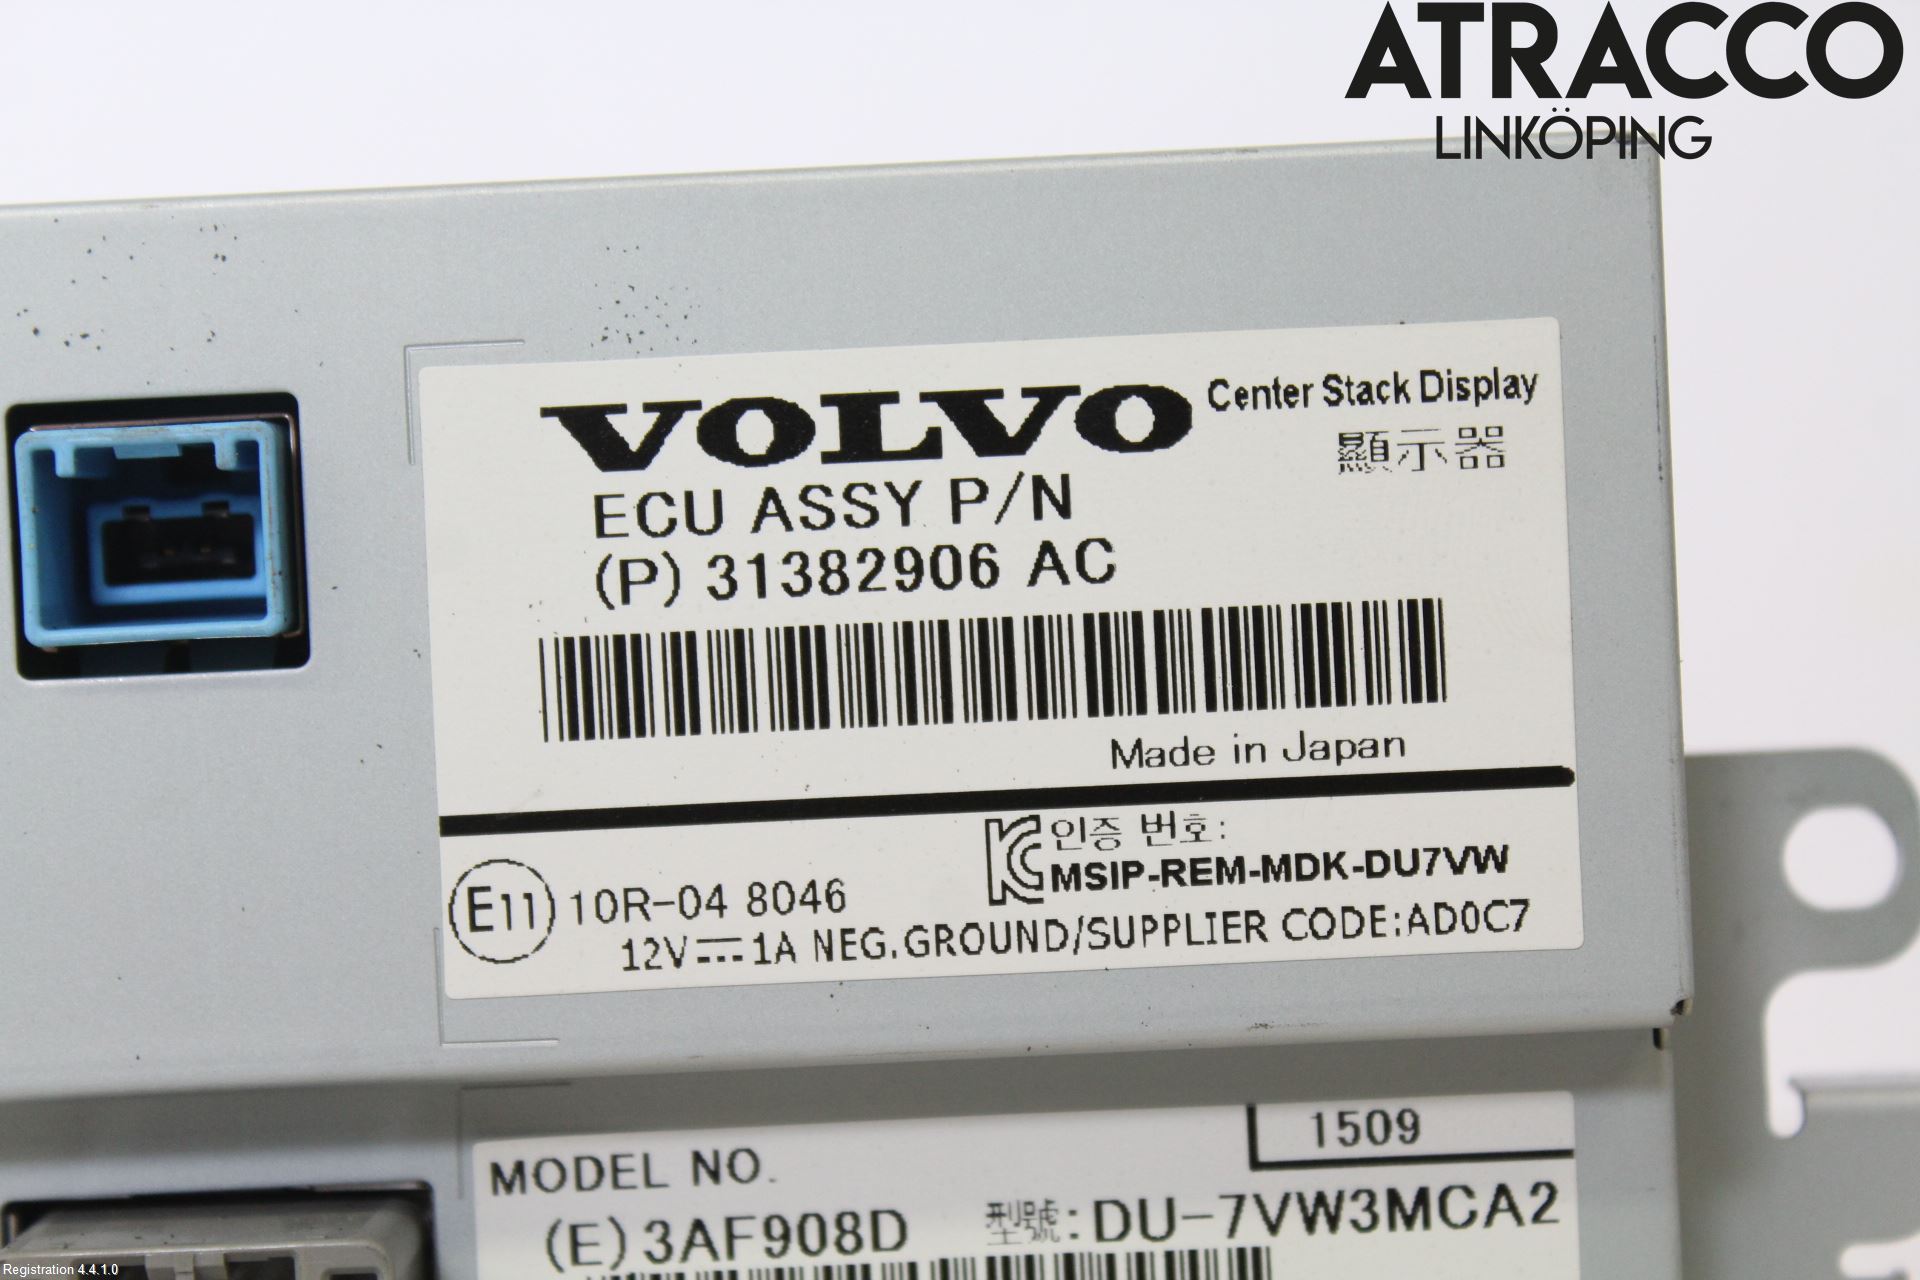 ATRACCO
LINKÖPING
VOLVO Center Stack Display
顯示器
ECU ASSY P/N
(P) 31382906 AC
Made in Japan
인증 번호:
MSIP-REM-MDK-DU7VW
E11 10R-04 8046
12V⎓1A NEG.GROUND/SUPPLIER CODE:AD0C7
1509
MODEL NO.
(E) 3AF908D 型號:DU-7VW3MCA2
Registration 4.4.1.0